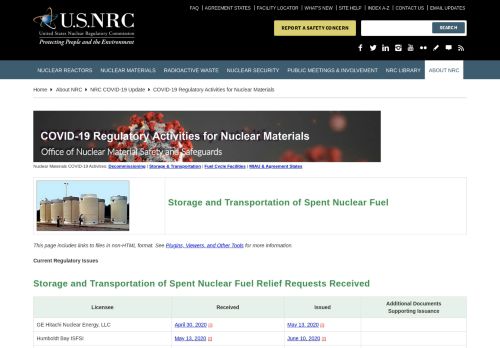 FAQ | AGREEMENT STATES | FACILITY LOCATOR | WHAT'S NEW | SITE HELP | INDEX A-Z | CONTACT US | EMAIL UPDATES
U.S.NRC
United States Nuclear Regulatory Commission
Protecting People and the Environment
REPORT A SAFETY CONCERN
SEARCH
NUCLEAR REACTORS NUCLEAR MATERIALS RADIOACTIVE WASTE NUCLEAR SECURITY PUBLIC MEETINGS & INVOLVEMENT NRC LIBRARY ABOUT NRC
Home About NRC NRC COVID-19 Update COVID-19 Regulatory Activities for Nuclear Materials
COVID-19 Regulatory Activities for Nuclear Materials
Office of Nuclear Material Safety and Safeguards
Nuclear Materials COVID-19 Activities: Decommissioning | Storage & Transportation | Fuel Cycle Facilities | MIAU & Agreement States
Storage and Transportation of Spent Nuclear Fuel
This page includes links to files in non-HTML format. See Plugins, Viewers, and Other Tools for more information.
Current Regulatory Issues
Storage and Transportation of Spent Nuclear Fuel Relief Requests Received
Licensee Received Issued Additional Documents Supporting Issuance
GE Hitachi Nuclear Energy, LLC April 30, 2020 May 13, 2020
Humboldt Bay ISFSI May 13, 2020 June 10, 2020